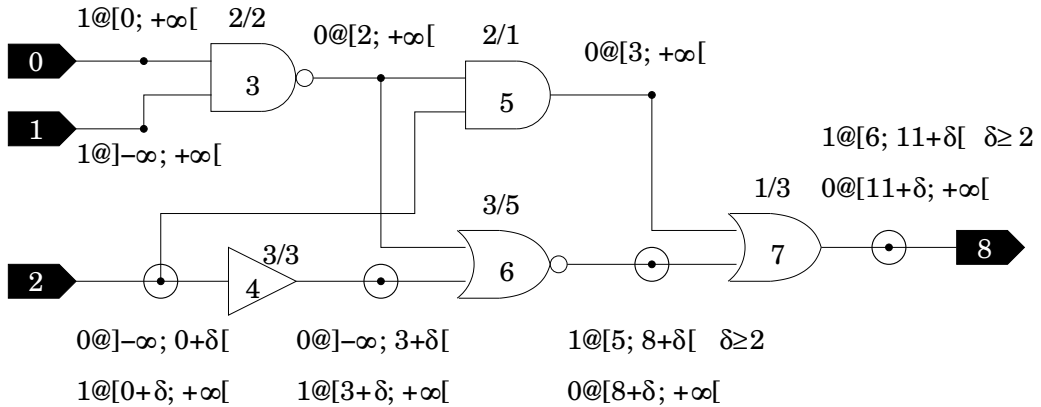 1@[0; +∞[
2/2
0@[2; +∞[
2/1
0@[3; +∞[
0
3
5
1
1@]−∞; +∞[
1@[6; 11+δ[ δ≥ 2
1/3
0@[11+δ; +∞[
3/5
3/3
2
4
6
7
8
0@]−∞; 0+δ[
0@]−∞; 3+δ[
1@[5; 8+δ[ δ≥2
1@[0+δ; +∞[
1@[3+δ; +∞[
0@[8+δ; +∞[